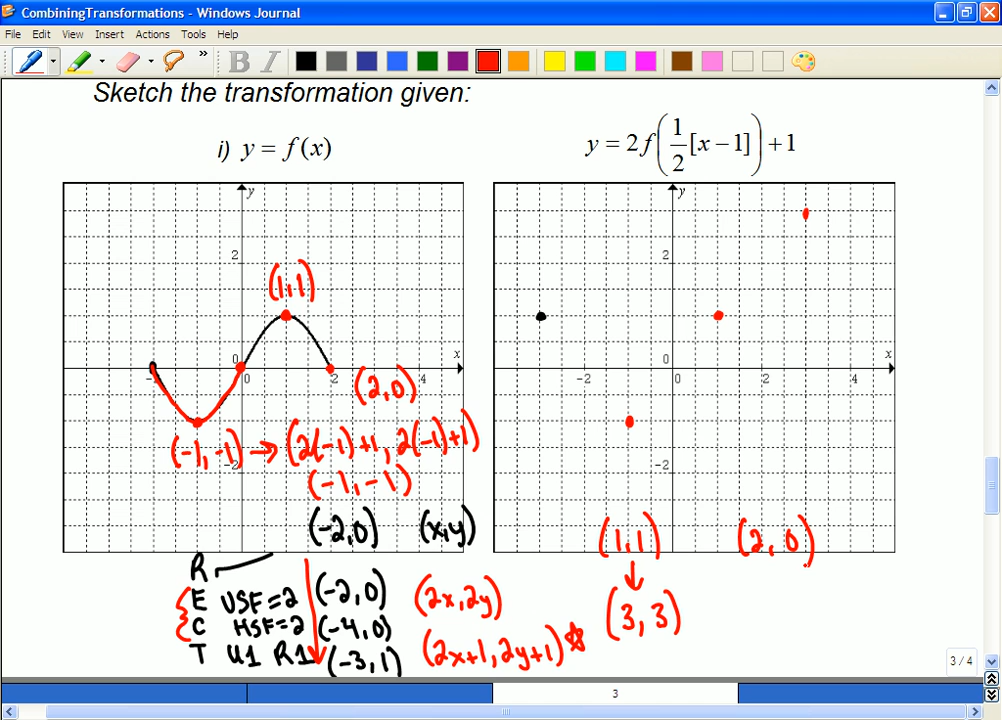 CombiningTransformations - Windows Journal
File Edit View Insert Actions Tools Help
B I
Sketch the transformation given:
i) y = f(x)
y = 2f(1/2[x − 1]) + 1
y
2
0
x
0 2 4
-2
(1,1)
(2,0)
(-1,-1) → (2(-1)+1, 2(-1)+1)
(-1,-1)
(-2,0) (x,y)
y
2
0
x
-2 0 2 4
-2
(1,1) (2,0)
↓
(3,3)
R
E VSF=2 (-2,0) (2x,2y)
C HSF=2 (-4,0)
T U1 R1 (-3,1) (2x+1,2y+1)
3 / 4
3